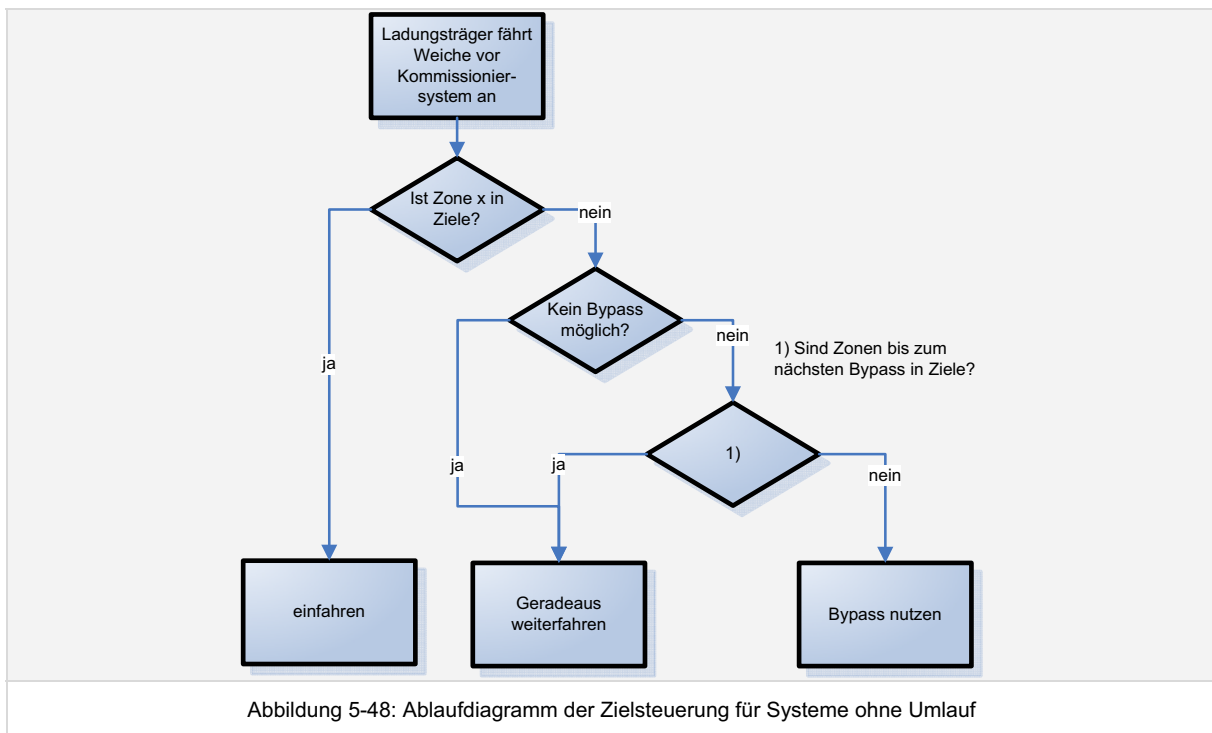 Ladungsträger fährt
Weiche vor
Kommissionier-
system an
Ist Zone x in
Ziele?
nein
Kein Bypass
möglich?
nein
1) Sind Zonen bis zum
nächsten Bypass in Ziele?
ja
1)
ja
ja
nein
einfahren
Geradeaus
weiterfahren
Bypass nutzen
Abbildung 5-48: Ablaufdiagramm der Zielsteuerung für Systeme ohne Umlauf